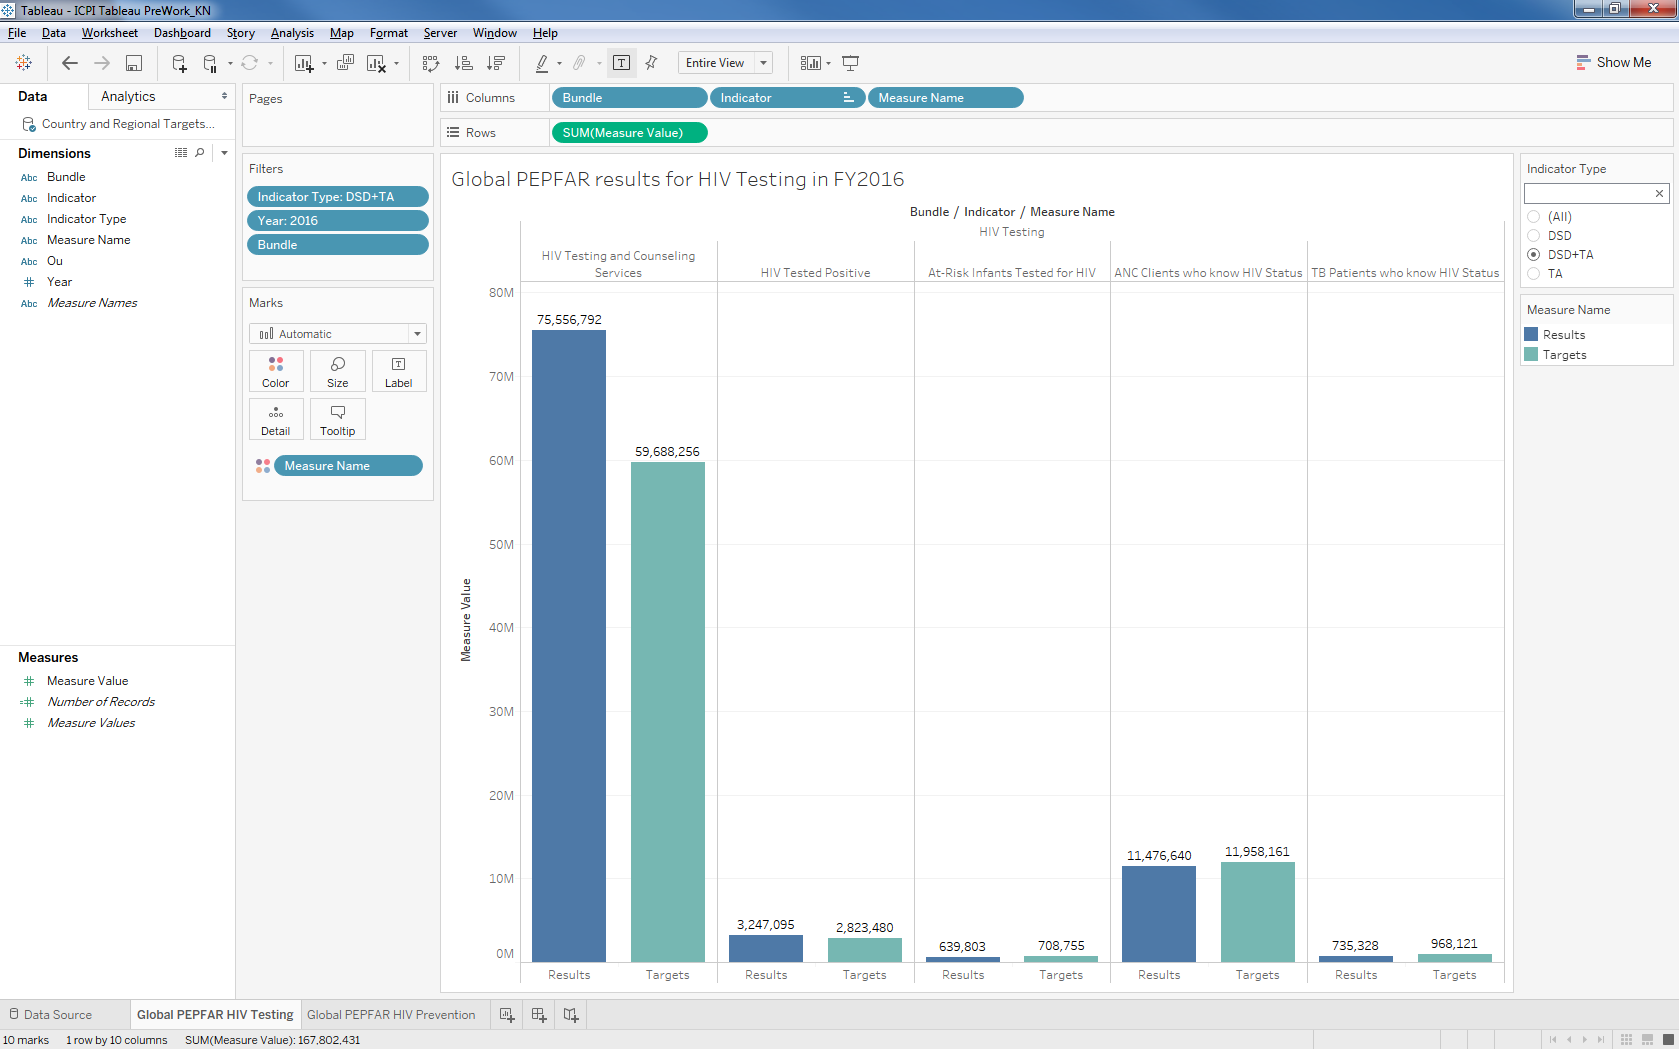 Tableau - ICPI Tableau PreWork_KN
File Data Worksheet Dashboard Story Analysis Map Format Server Window Help
Entire View
Show Me
Data Analytics
Country and Regional Targets...
Dimensions
Abc Bundle
Abc Indicator
Abc Indicator Type
Abc Measure Name
Abc Ou
# Year
Abc Measure Names
Measures
# Measure Value
=# Number of Records
# Measure Values
Pages
Filters
Indicator Type: DSD+TA
Year: 2016
Bundle
Marks
Automatic
Color Size Label
Detail Tooltip
Measure Name
Columns Bundle Indicator Measure Name
Rows SUM(Measure Value)
Global PEPFAR results for HIV Testing in FY2016
Bundle / Indicator / Measure Name
HIV Testing
HIV Testing and Counseling
Services
HIV Tested Positive
At-Risk Infants Tested for HIV
ANC Clients who know HIV Status
TB Patients who know HIV Status
Measure Value
80M
70M
60M
50M
40M
30M
20M
10M
0M
75,556,792
59,688,256
3,247,095
2,823,480
639,803
708,755
11,476,640
11,958,161
735,328
968,121
Results Targets Results Targets Results Targets Results Targets Results Targets
Indicator Type
(All)
DSD
DSD+TA
TA
Measure Name
Results
Targets
Data Source Global PEPFAR HIV Testing Global PEPFAR HIV Prevention
10 marks 1 row by 10 columns SUM(Measure Value): 167,802,431